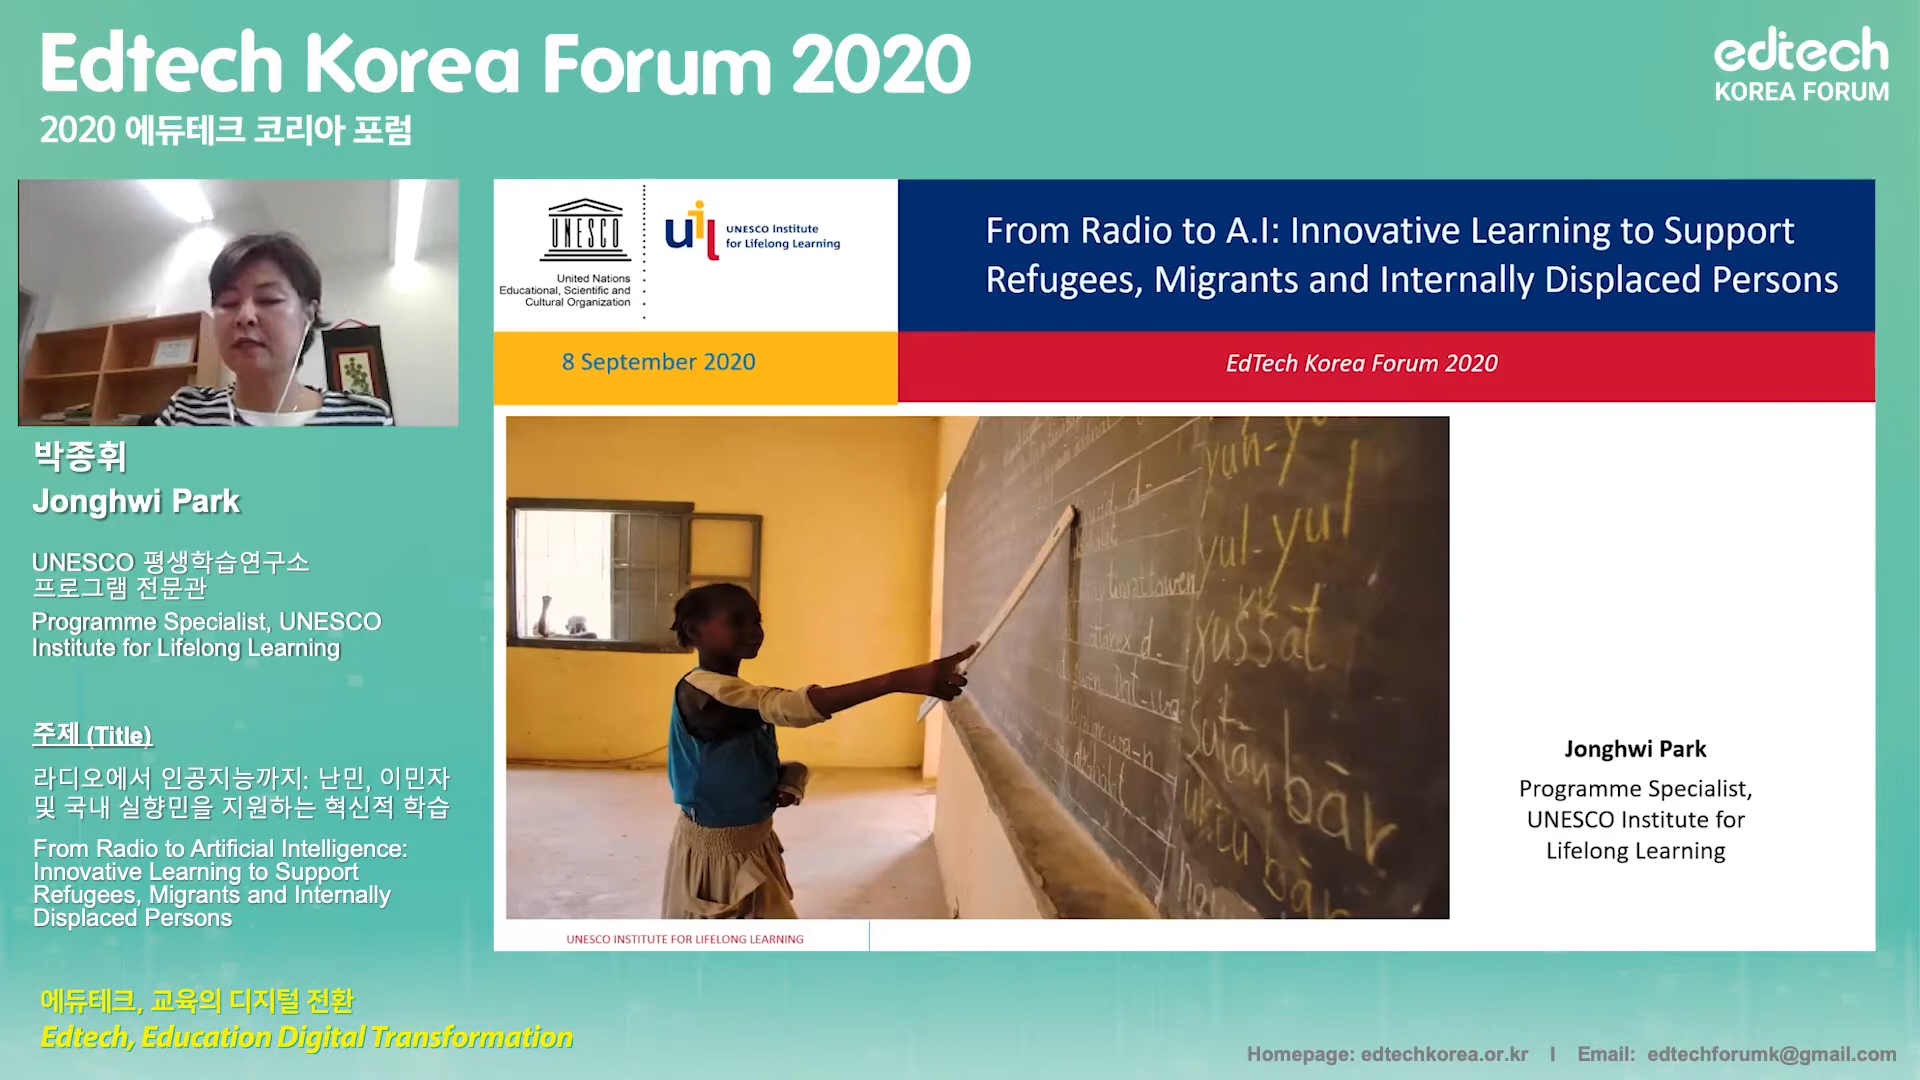 Edtech Korea Forum 2020
2020 에듀테크 코리아 포럼
edtech
KOREA FORUM
박종휘
Jonghwi Park
UNESCO 평생학습연구소
프로그램 전문관
Programme Specialist, UNESCO
Institute for Lifelong Learning
주제 (Title)
라디오에서 인공지능까지: 난민, 이민자
및 국내 실향민을 지원하는 혁신적 학습
From Radio to Artificial Intelligence:
Innovative Learning to Support
Refugees, Migrants and Internally
Displaced Persons
UNESCO
United Nations
Educational, Scientific and
Cultural Organization
uil
UNESCO Institute
for Lifelong Learning
From Radio to A.I: Innovative Learning to Support
Refugees, Migrants and Internally Displaced Persons
8 September 2020
EdTech Korea Forum 2020
yul-yul
bàr
Jonghwi Park
Programme Specialist,
UNESCO Institute for
Lifelong Learning
UNESCO INSTITUTE FOR LIFELONG LEARNING
에듀테크, 교육의 디지털 전환
Edtech, Education Digital Transformation
Homepage: edtechkorea.or.kr I Email: edtechforumk@gmail.com